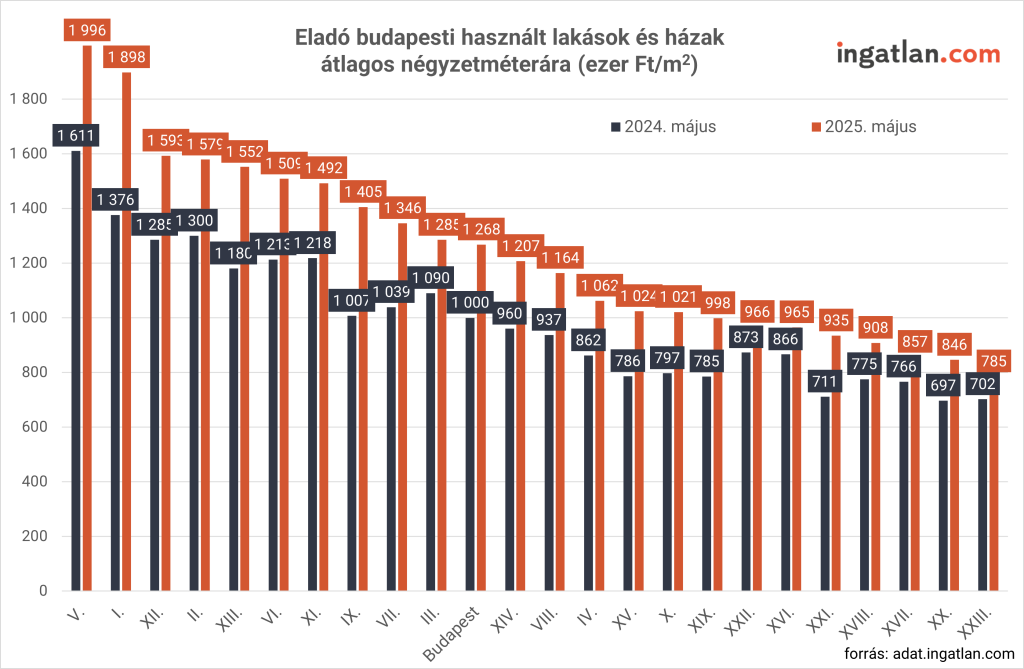 Eladó budapesti használt lakások és házak
átlagos négyzetméterára (ezer Ft/m²)
ingatlan.com
2024. május 2025. május
1 800
1 600
1 400
1 200
1 000
800
600
400
200
0
1 996 1 898 1 593 1 579 1 552 1 509 1 492 1 405 1 346 1 285 1 268 1 207 1 164 1 062 1 024 1 021 998 966 965 935 908 857 846 785
1 611 1 376 1 285 1 300 1 180 1 213 1 218 1 007 1 039 1 090 1 000 960 937 862 786 797 785 873 866 711 775 766 697 702
V. I. XII. II. XIII. VI. XI. IX. VII. III. Budapest XIV. VIII. IV. XV. X. XIX. XXII. XVI. XXI. XVIII. XVII. XX. XXIII.
forrás: adat.ingatlan.com